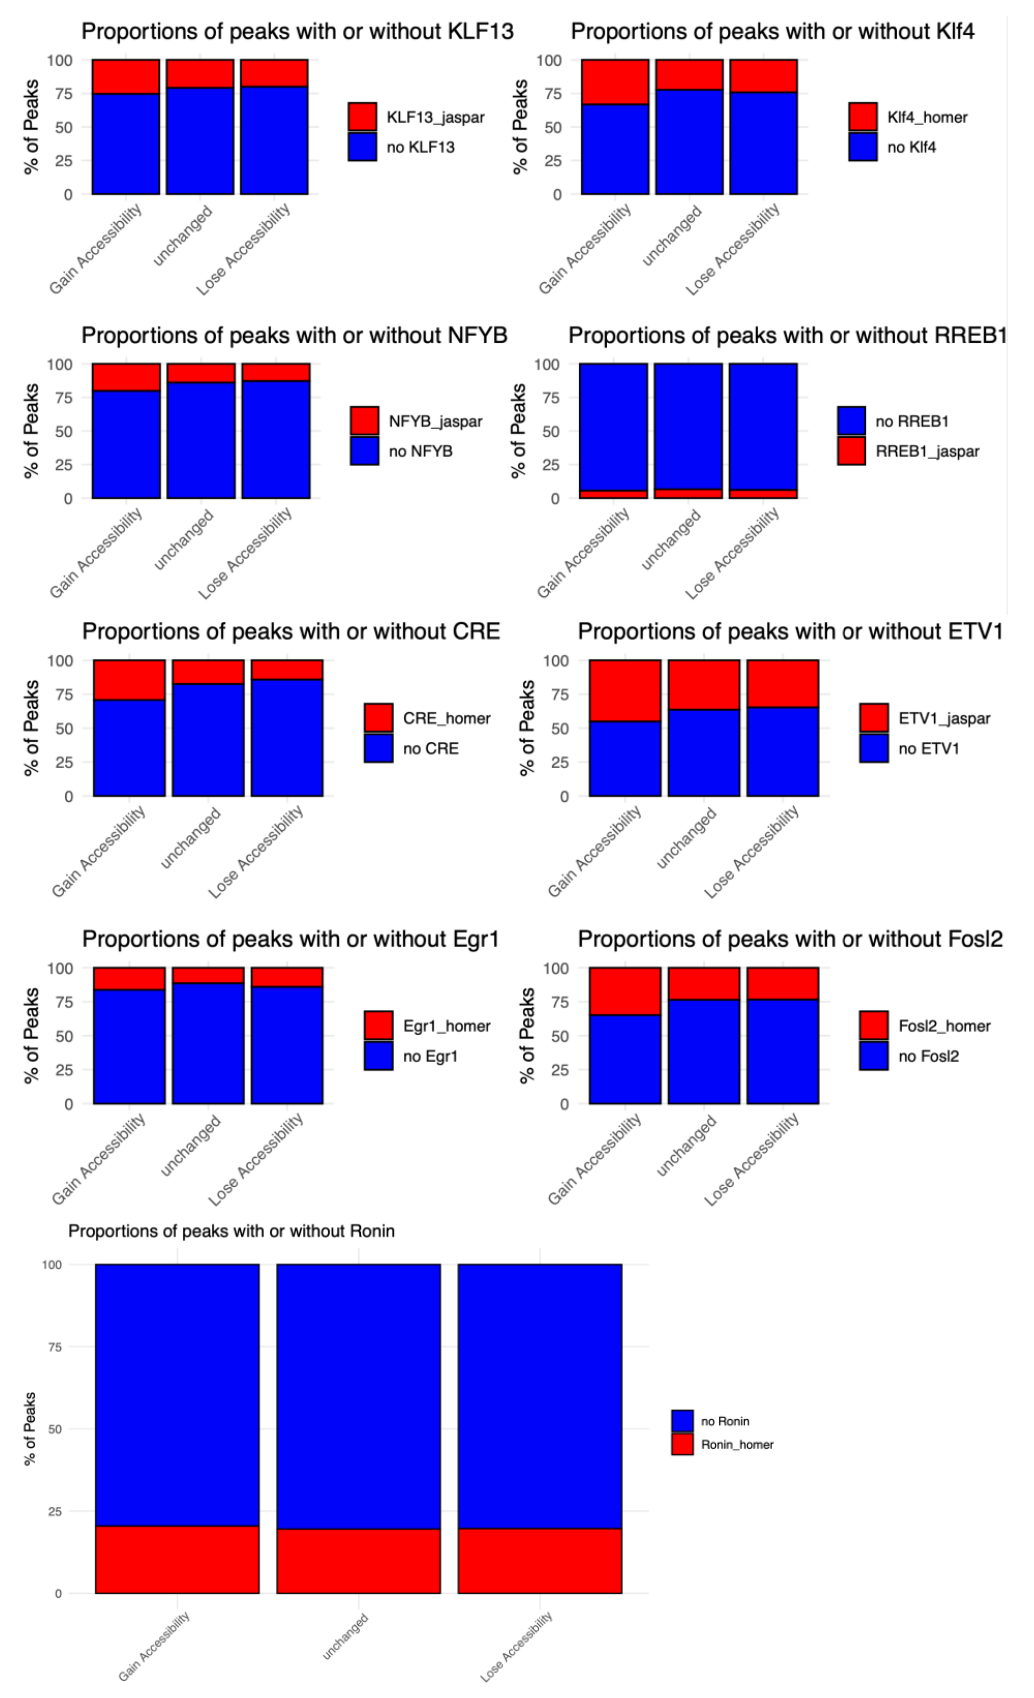 Proportions of peaks with or without KLF13
% of Peaks
100
75
50
25
0
Gain Accessibility
unchanged
Lose Accessibility
KLF13_jaspar
no KLF13
Proportions of peaks with or without Klf4
% of Peaks
100
75
50
25
0
Gain Accessibility
unchanged
Lose Accessibility
Klf4_homer
no Klf4
Proportions of peaks with or without NFYB
% of Peaks
100
75
50
25
0
Gain Accessibility
unchanged
Lose Accessibility
NFYB_jaspar
no NFYB
Proportions of peaks with or without RREB1
% of Peaks
100
75
50
25
0
Gain Accessibility
unchanged
Lose Accessibility
no RREB1
RREB1_jaspar
Proportions of peaks with or without CRE
% of Peaks
100
75
50
25
0
Gain Accessibility
unchanged
Lose Accessibility
CRE_homer
no CRE
Proportions of peaks with or without ETV1
% of Peaks
100
75
50
25
0
Gain Accessibility
unchanged
Lose Accessibility
ETV1_jaspar
no ETV1
Proportions of peaks with or without Egr1
% of Peaks
100
75
50
25
0
Gain Accessibility
unchanged
Lose Accessibility
Egr1_homer
no Egr1
Proportions of peaks with or without Fosl2
% of Peaks
100
75
50
25
0
Gain Accessibility
unchanged
Lose Accessibility
Fosl2_homer
no Fosl2
Proportions of peaks with or without Ronin
% of Peaks
100
75
50
25
0
Gain Accessibility
unchanged
Lose Accessibility
no Ronin
Ronin_homer